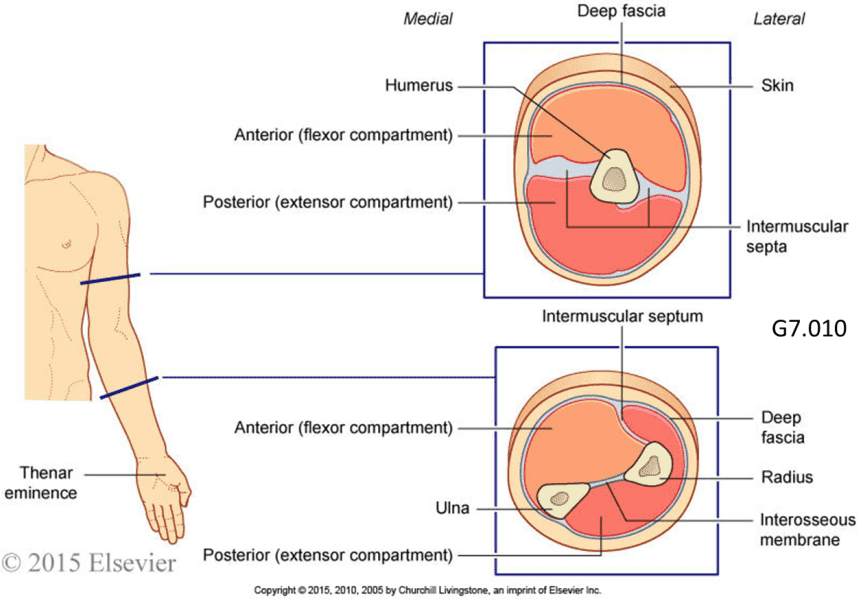 Medial
Deep fascia
Lateral
Humerus
Skin
Anterior (flexor compartment)
Posterior (extensor compartment)
Intermuscular
septa
Intermuscular septum
G7.010
Anterior (flexor compartment)
Deep
fascia
Thenar
eminence
Radius
Ulna
Interosseous
membrane
Posterior (extensor compartment)
© 2015 Elsevier
Copyright © 2015, 2010, 2005 by Churchill Livingstone, an imprint of Elsevier Inc.